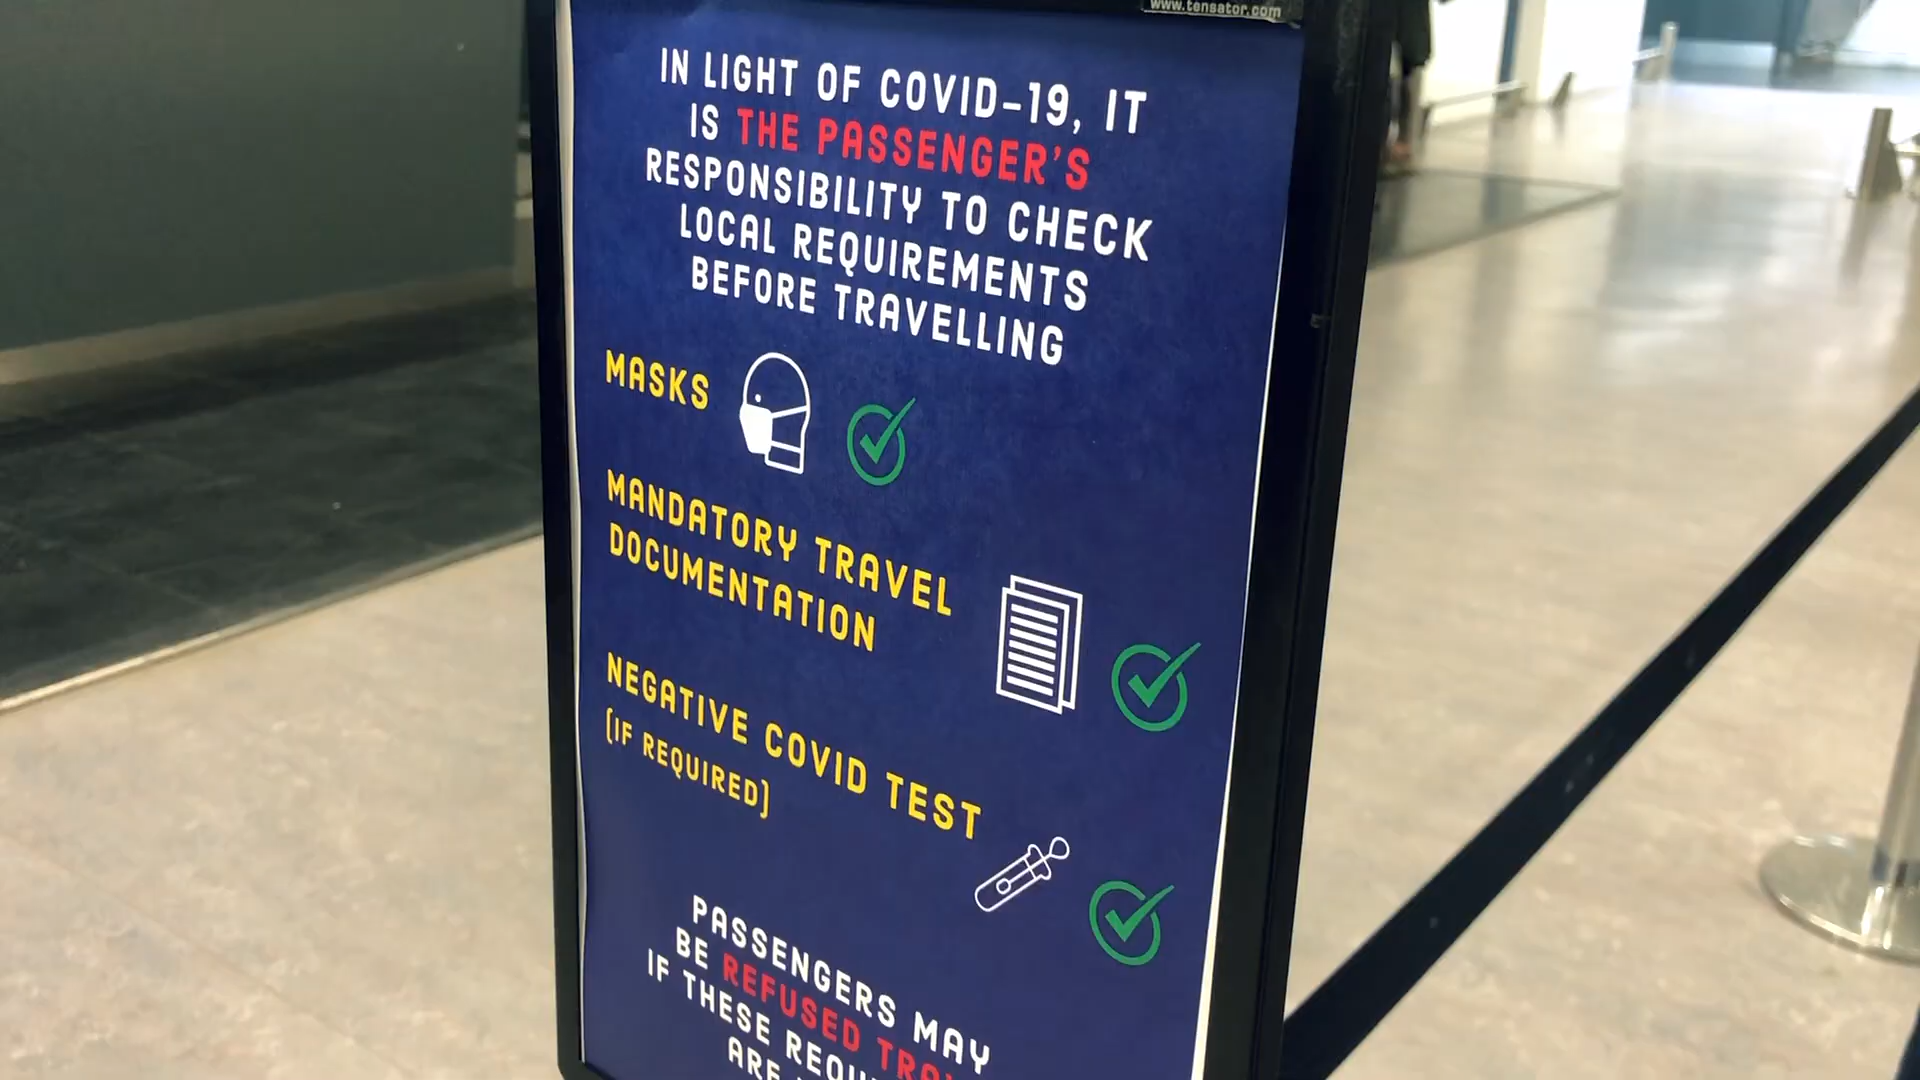 www.tensator.com
IN LIGHT OF COVID-19, IT
IS THE PASSENGER'S
RESPONSIBILITY TO CHECK
LOCAL REQUIREMENTS
BEFORE TRAVELLING
MASKS
MANDATORY TRAVEL
DOCUMENTATION
NEGATIVE COVID TEST
(IF REQUIRED)
PASSENGERS MAY
BE REFUSED
IF THESE
ARE